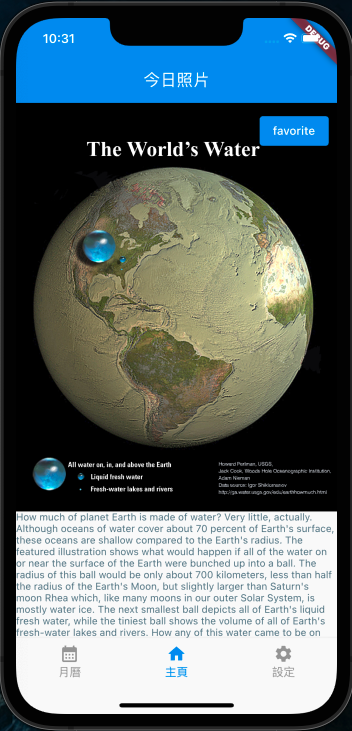 10:31
DEBUG
今日照片
favorite
The World's Water
All water on, in, and above the Earth
Liquid fresh water
Fresh-water lakes and rivers
Howard Perlman, USGS,
Jack Cook, Woods Hole Oceanographic Institution,
Adam Nieman
Data source: Igor Shiklomanov
http://ga.water.usgs.gov/edu/earthhowmuch.html
How much of planet Earth is made of water? Very little, actually.
Although oceans of water cover about 70 percent of Earth's surface,
these oceans are shallow compared to the Earth's radius. The
featured illustration shows what would happen if all of the water on
or near the surface of the Earth were bunched up into a ball. The
radius of this ball would be only about 700 kilometers, less than half
the radius of the Earth's Moon, but slightly larger than Saturn's
moon Rhea which, like many moons in our outer Solar System, is
mostly water ice. The next smallest ball depicts all of Earth's liquid
fresh water, while the tiniest ball shows the volume of all of Earth's
fresh-water lakes and rivers. How any of this water came to be on
月曆
主頁
設定